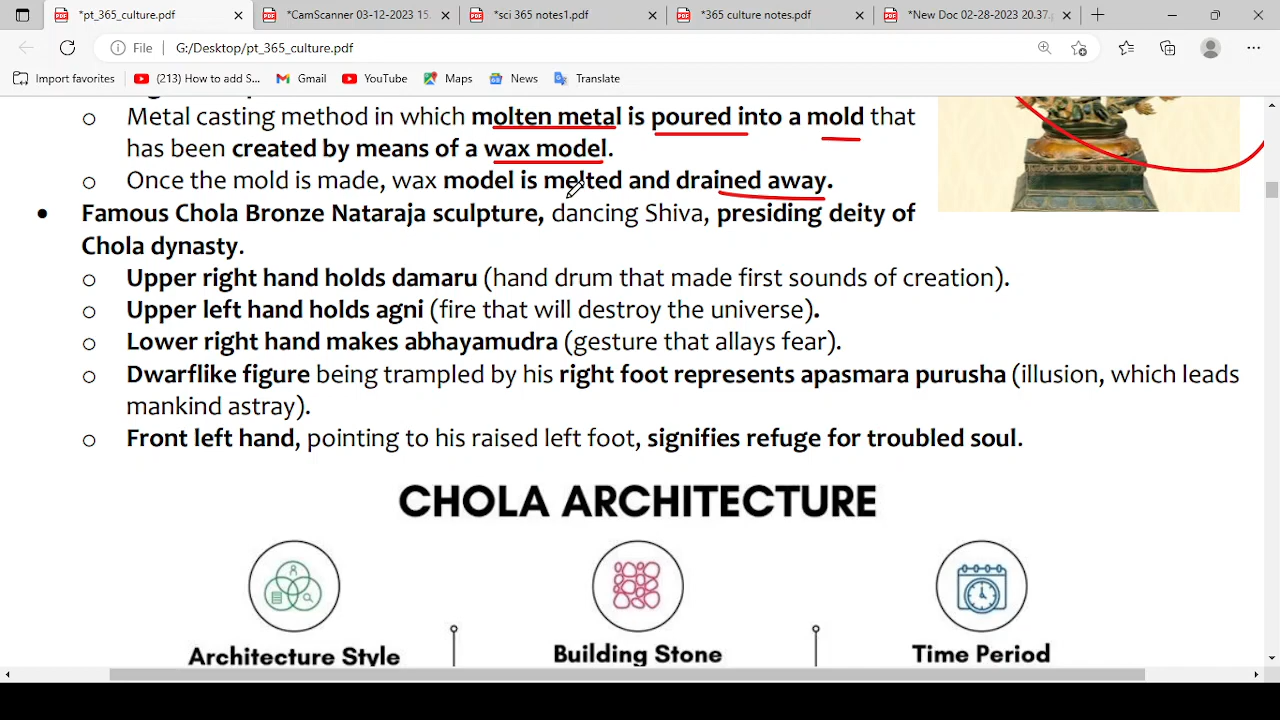 *pt_365_culture.pdf
*CamScanner 03-12-2023 15.
*sci 365 notes1.pdf
*365 culture notes.pdf
*New Doc 02-28-2023 20.37.
File
G:/Desktop/pt_365_culture.pdf
Import favorites
(213) How to add S...
Gmail
YouTube
Maps
News
Translate
Metal casting method in which molten metal is poured into a mold that
has been created by means of a wax model.
Once the mold is made, wax model is melted and drained away.
Famous Chola Bronze Nataraja sculpture, dancing Shiva, presiding deity of
Chola dynasty.
Upper right hand holds damaru (hand drum that made first sounds of creation).
Upper left hand holds agni (fire that will destroy the universe).
Lower right hand makes abhayamudra (gesture that allays fear).
Dwarflike figure being trampled by his right foot represents apasmara purusha (illusion, which leads
mankind astray).
Front left hand, pointing to his raised left foot, signifies refuge for troubled soul.
CHOLA ARCHITECTURE
Architecture Style
Building Stone
Time Period